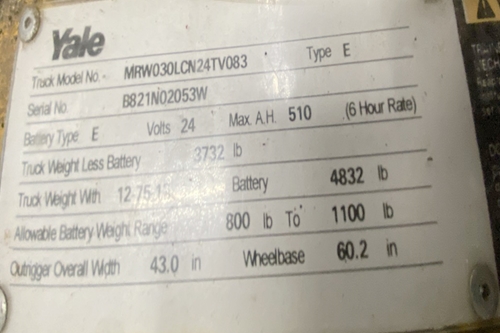 Yale
Truck Model No. MRW030LCN24TV083 Type E
Serial No. B821N02053W
Battery Type E Volts 24 Max. A.H. 510 (6 Hour Rate)
Truck Weight Less Battery 3732 lb
Truck Weight With 12-75- Battery 4832 lb
Allowable Battery Weight Range 800 lb To 1100 lb
Outrigger Overall Width 43.0 in Wheelbase 60.2 in